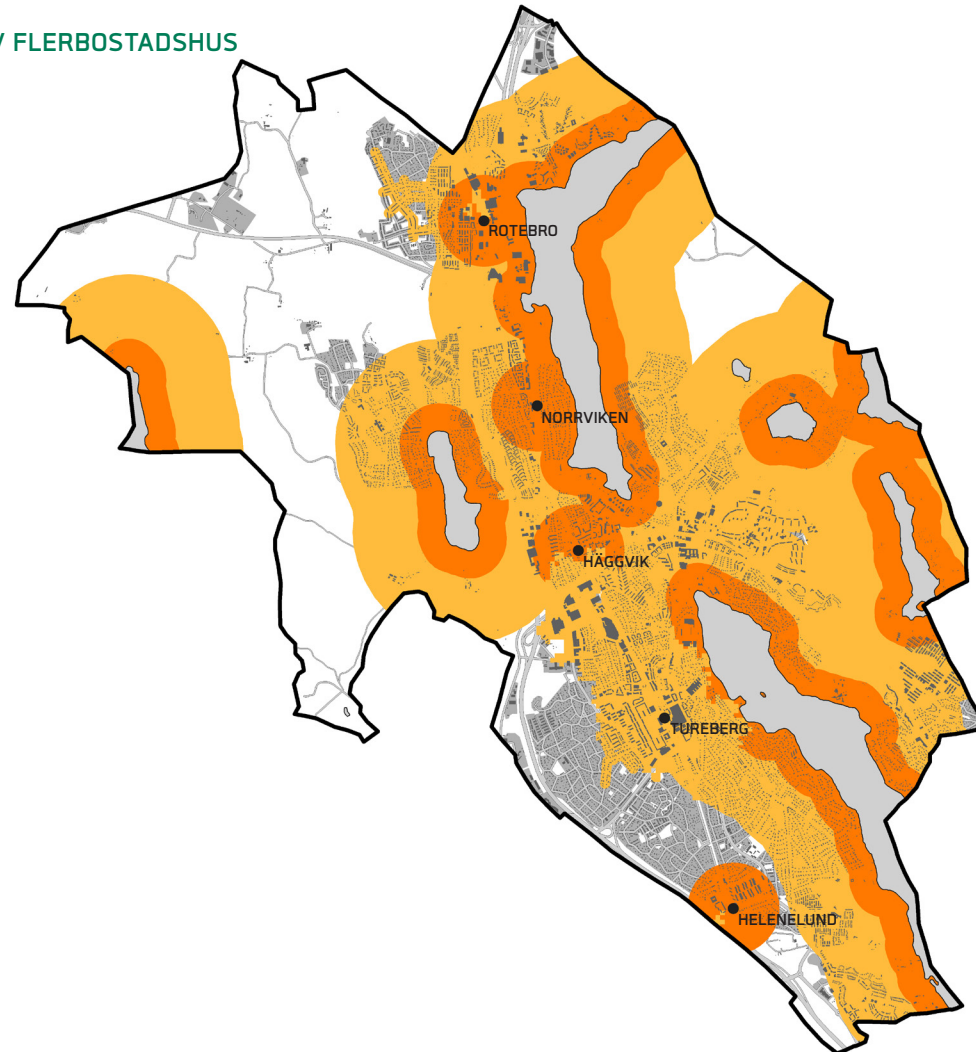 / FLERBOSTADSHUS
ROTEBRO
NORRVIKEN
HÄGGVIK
TUREBERG
HELENELUND